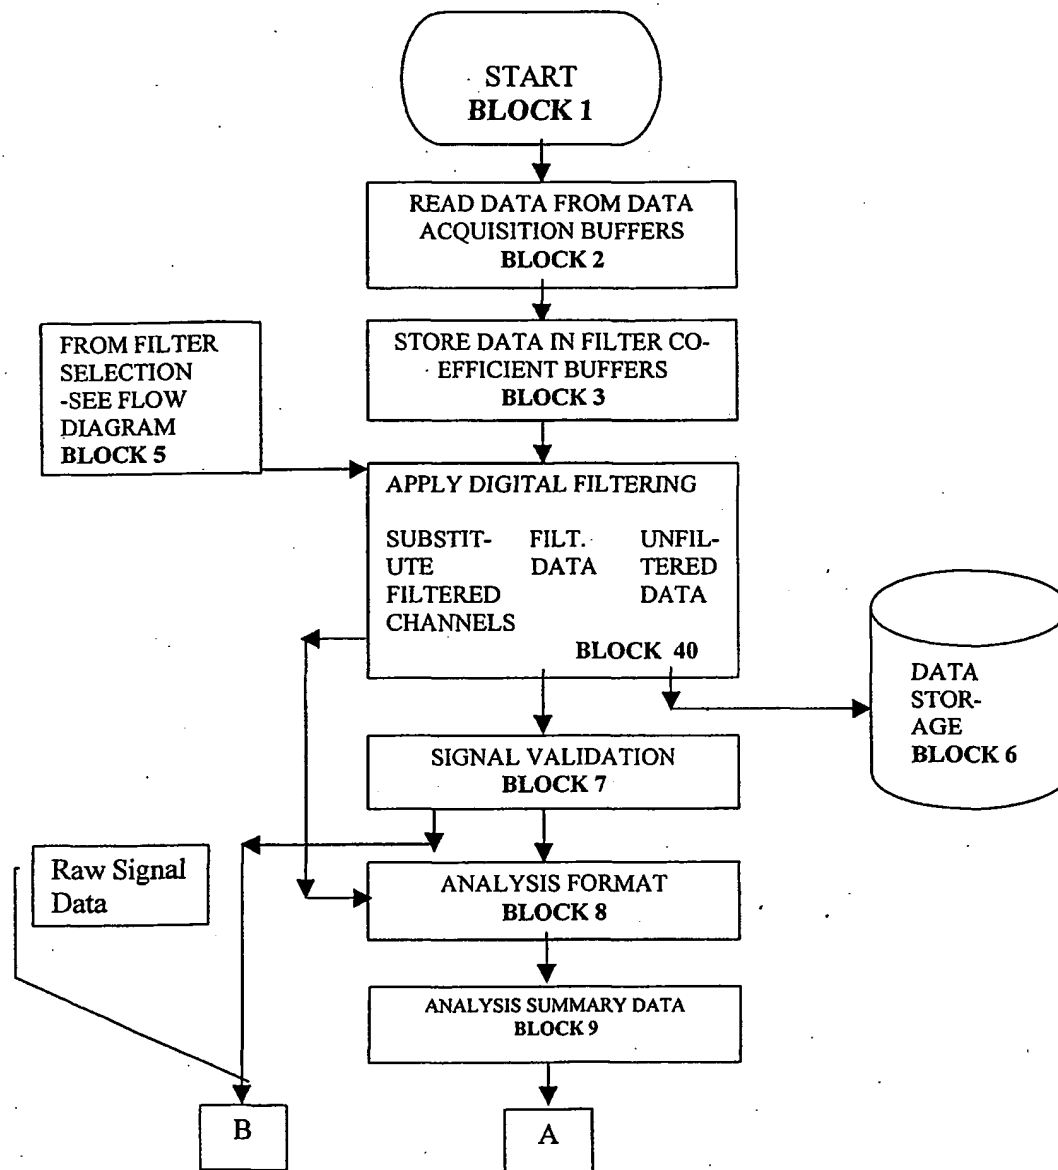 START
BLOCK 1
READ DATA FROM DATA
ACQUISITION BUFFERS
BLOCK 2
STORE DATA IN FILTER CO-
EFFICIENT BUFFERS
BLOCK 3
FROM FILTER
SELECTION
-SEE FLOW
DIAGRAM
BLOCK 5
APPLY DIGITAL FILTERING
SUBSTIT-
UTE
FILTERED
CHANNELS
FILT.
DATA
UNFIL-
TERED
DATA
BLOCK 40
DATA
STOR-
AGE
BLOCK 6
SIGNAL VALIDATION
BLOCK 7
Raw Signal
Data
ANALYSIS FORMAT
BLOCK 8
ANALYSIS SUMMARY DATA
BLOCK 9
B
A